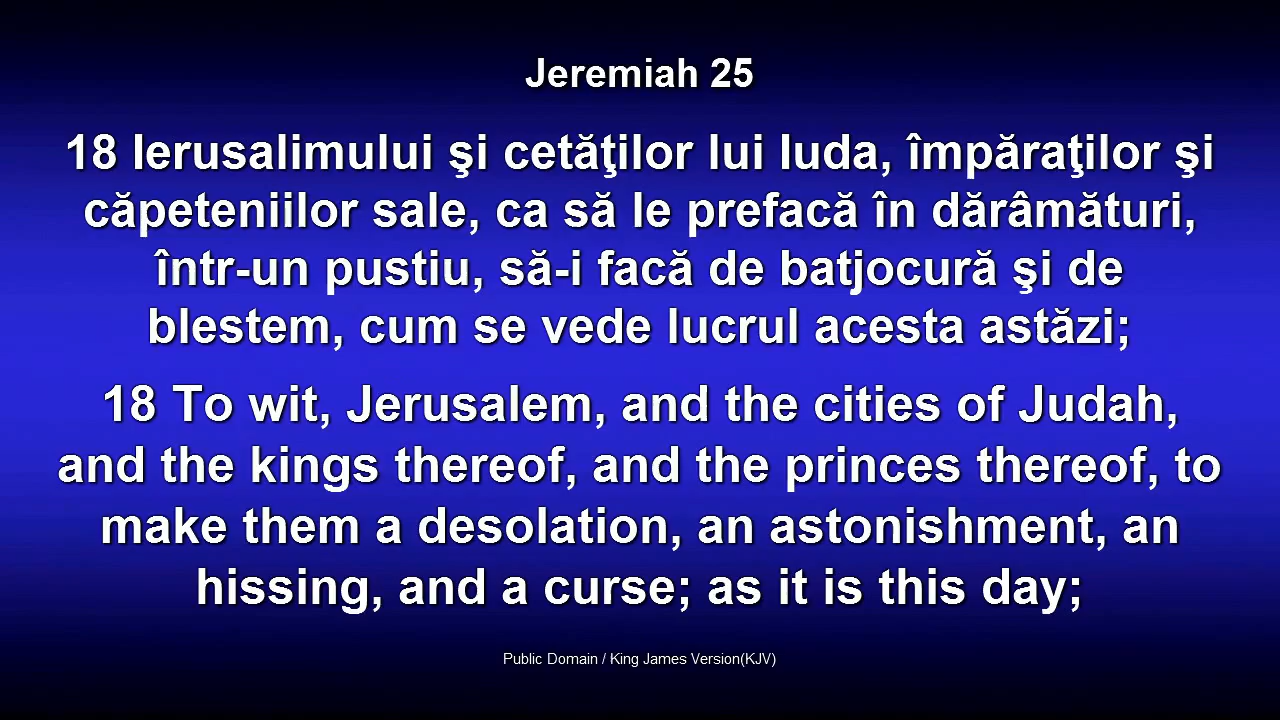 Jeremiah 25
18 Ierusalimului şi cetăţilor lui Iuda, împăraţilor şi
căpeteniilor sale, ca să le prefacă în dărâmături,
într-un pustiu, să-i facă de batjocură şi de
blestem, cum se vede lucrul acesta astăzi;
18 To wit, Jerusalem, and the cities of Judah,
and the kings thereof, and the princes thereof, to
make them a desolation, an astonishment, an
hissing, and a curse; as it is this day;
Public Domain / King James Version(KJV)